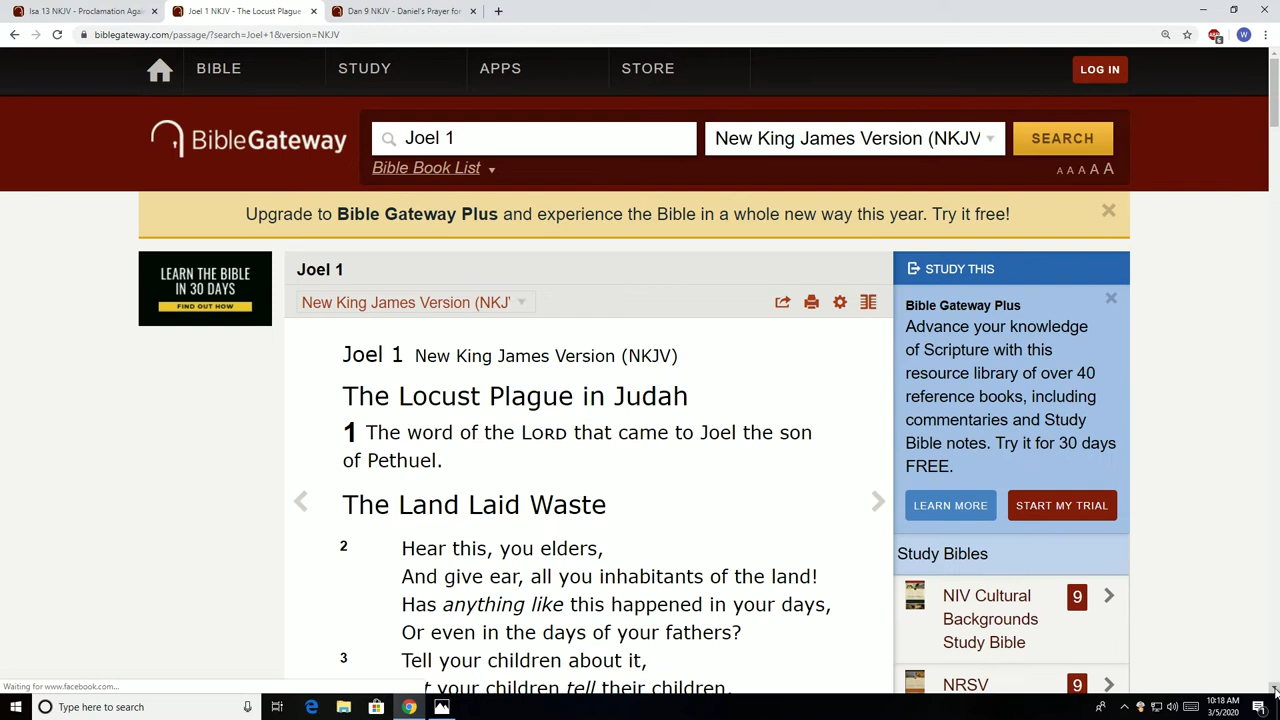 Isa 13 NKJV - Proclamation Again
Joel 1 NKJV - The Locust Plague
Dan 9 NKJV - Daniel's Prayer for
biblegateway.com/passage/?search=Joel+1&version=NKJV
W
BIBLE
STUDY
APPS
STORE
LOG IN
BibleGateway
Joel 1
New King James Version (NKJV
SEARCH
Bible Book List
A A A A A
Upgrade to Bible Gateway Plus and experience the Bible in a whole new way this year. Try it free!
LEARN THE BIBLE
IN 30 DAYS
FIND OUT HOW
Joel 1
New King James Version (NKJ'
Joel 1 New King James Version (NKJV)
The Locust Plague in Judah
1 The word of the LORD that came to Joel the son
of Pethuel.
The Land Laid Waste
2 Hear this, you elders,
And give ear, all you inhabitants of the land!
Has anything like this happened in your days,
Or even in the days of your fathers?
3 Tell your children about it,
your children tell their children,
STUDY THIS
Bible Gateway Plus
Advance your knowledge
of Scripture with this
resource library of over 40
reference books, including
commentaries and Study
Bible notes. Try it for 30 days
FREE.
LEARN MORE
START MY TRIAL
Study Bibles
NIV Cultural
Backgrounds
Study Bible
9
NRSV
9
Waiting for www.facebook.com...
Type here to search
10:18 AM
3/5/2020